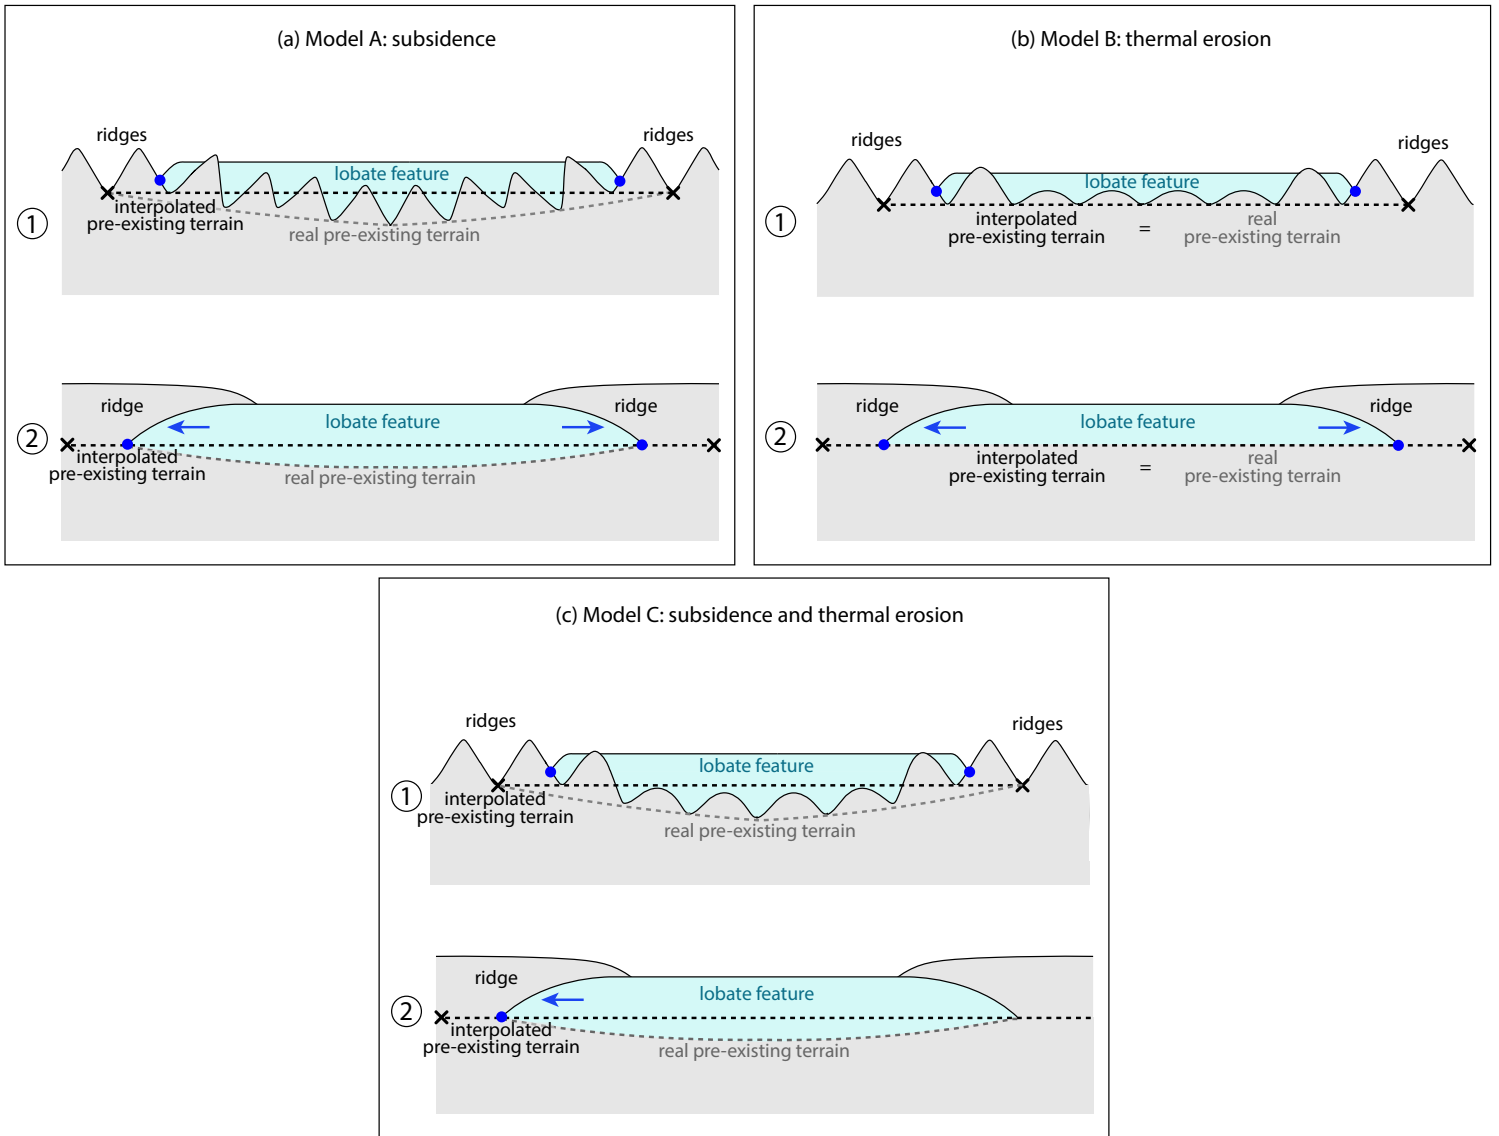 (a) Model A: subsidence
ridges
ridges
lobate feature
interpolated
pre-existing terrain
real pre-existing terrain
1
ridge
ridge
lobate feature
2
interpolated
pre-existing terrain
real pre-existing terrain
(b) Model B: thermal erosion
ridges
ridges
lobate feature
1
interpolated
pre-existing terrain
=
real
pre-existing terrain
ridge
ridge
lobate feature
2
interpolated
pre-existing terrain
=
real
pre-existing terrain
(c) Model C: subsidence and thermal erosion
ridges
ridges
lobate feature
1
interpolated
pre-existing terrain
real pre-existing terrain
ridge
lobate feature
2
interpolated
pre-existing terrain
real pre-existing terrain